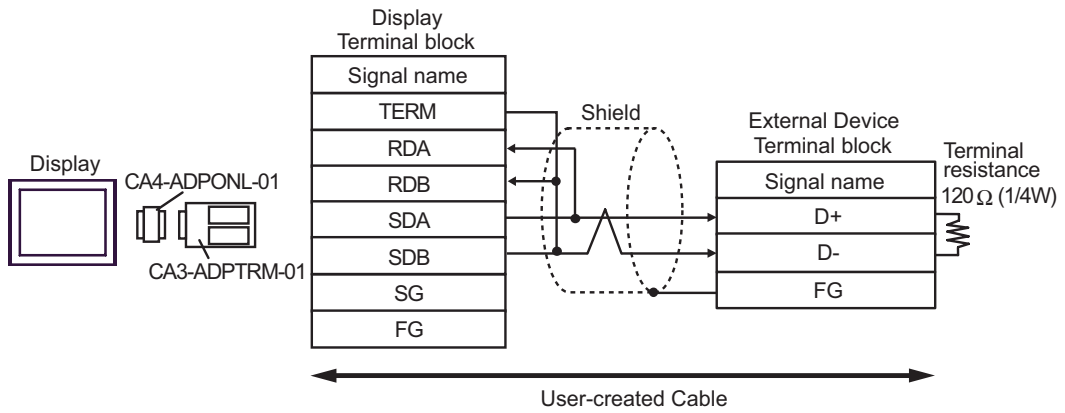 Display
Terminal block
Signal name
TERM
RDA
RDB
SDA
SDB
SG
FG
Shield
External Device
Terminal block
Signal name
D+
D-
FG
Terminal
resistance
120 Ω (1/4W)
Display
CA4-ADPONL-01
CA3-ADPTRM-01
User-created Cable